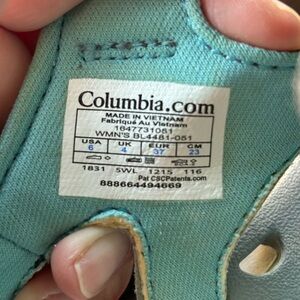 Columbia.com
MADE IN VIETNAM
Fabriqué Au Vietnam
1647731051
WMN'S BL4481-051
USA UK EUR CM
6 4 37 23
1831 5WL 1215 116
Pat CSCPatents.com
888664494669